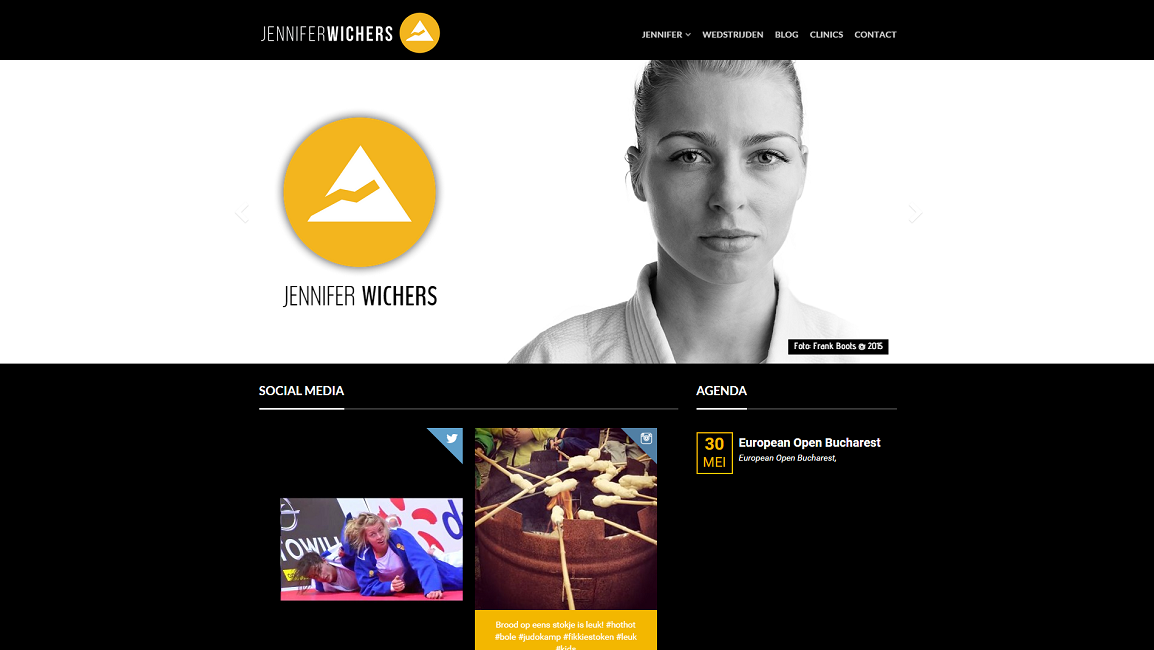 JENNIFERWICHERS
JENNIFER
WEDSTRIJDEN
BLOG
CLINICS
CONTACT
JENNIFER WICHERS
Foto: Frank Boots @ 2015
SOCIAL MEDIA
AGENDA
30
MEI
European Open Bucharest
European Open Bucharest,
Brood op eens stokje is leuk! #hothot
#bole #judokamp #fikkiestoken #leuk
#kids